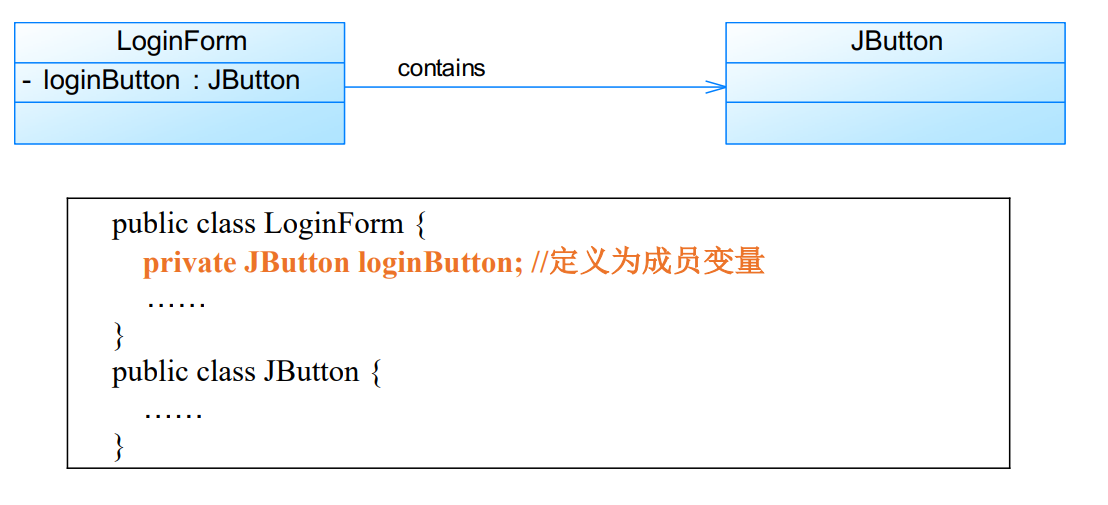 LoginForm
- loginButton : JButton
contains
JButton
public class LoginForm {
private JButton loginButton; //定义为成员变量
……
}
public class JButton {
……
}